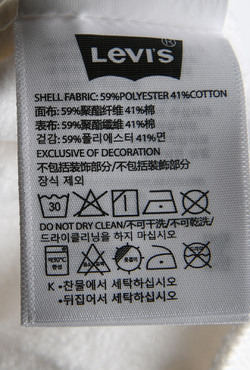 Levi's®
SHELL FABRIC: 59%POLYESTER 41%COTTON
面布: 59%聚酯纤维 41%棉
表布: 59%聚酯纖維 41%棉
겉감: 59%폴리에스터 41%면
EXCLUSIVE OF DECORATION
不包括装饰部分/不包括裝飾部分
장식 제외
30
DO NOT DRY CLEAN/不可干洗/不可乾洗/
드라이클리닝을 하지 마십시오
K •찬물에서 세탁하십시오
•뒤집어서 세탁하십시오